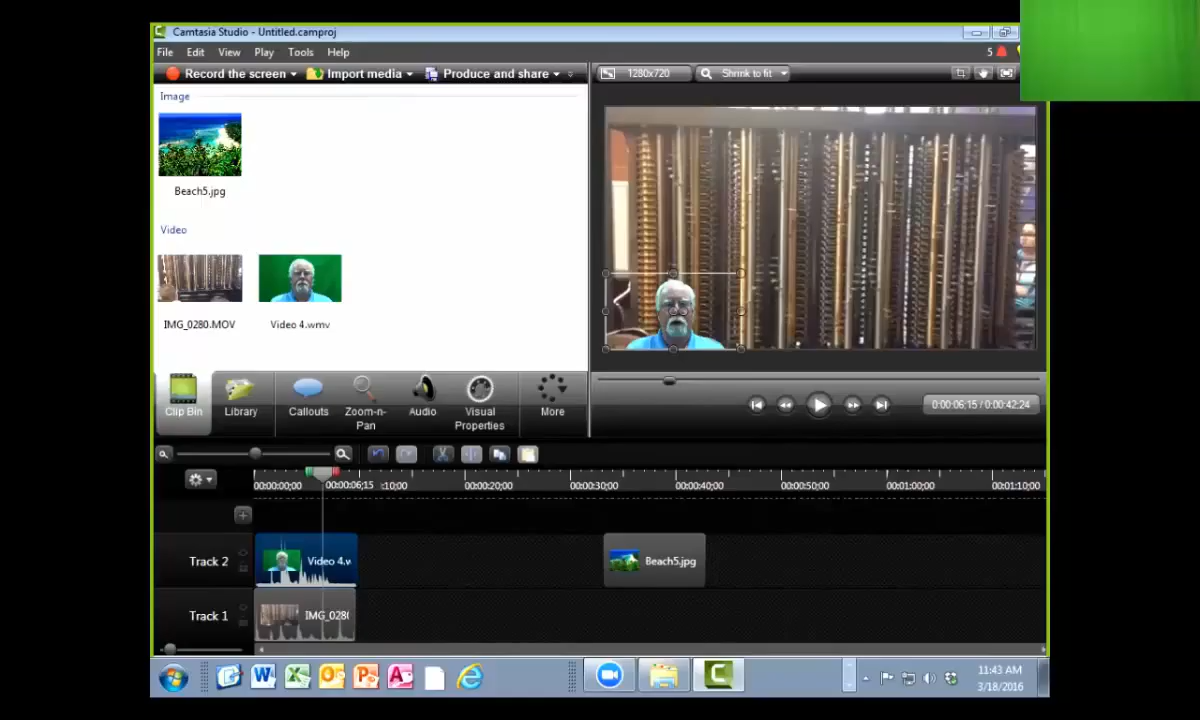 Camtasia Studio - Untitled.camproj
File Edit View Play Tools Help 5
Record the screen Import media Produce and share 1280x720 Shrink to fit
Image
Beach5.jpg
Video
IMG_0280.MOV Video 4.wmv
Clip Bin Library Callouts Zoom-n-Pan Audio Visual Properties More
0:00:06;15 / 0:00:42;24
00:00:00;00 00:00:06;15 :10;00 00:00:20;00 00:00:30;00 00:00:40;00 00:00:50;00 00:01:00;00 00:01:10;00
Track 2 Video 4.w Beach5.jpg
Track 1 IMG_0280
11:43 AM
3/18/2016